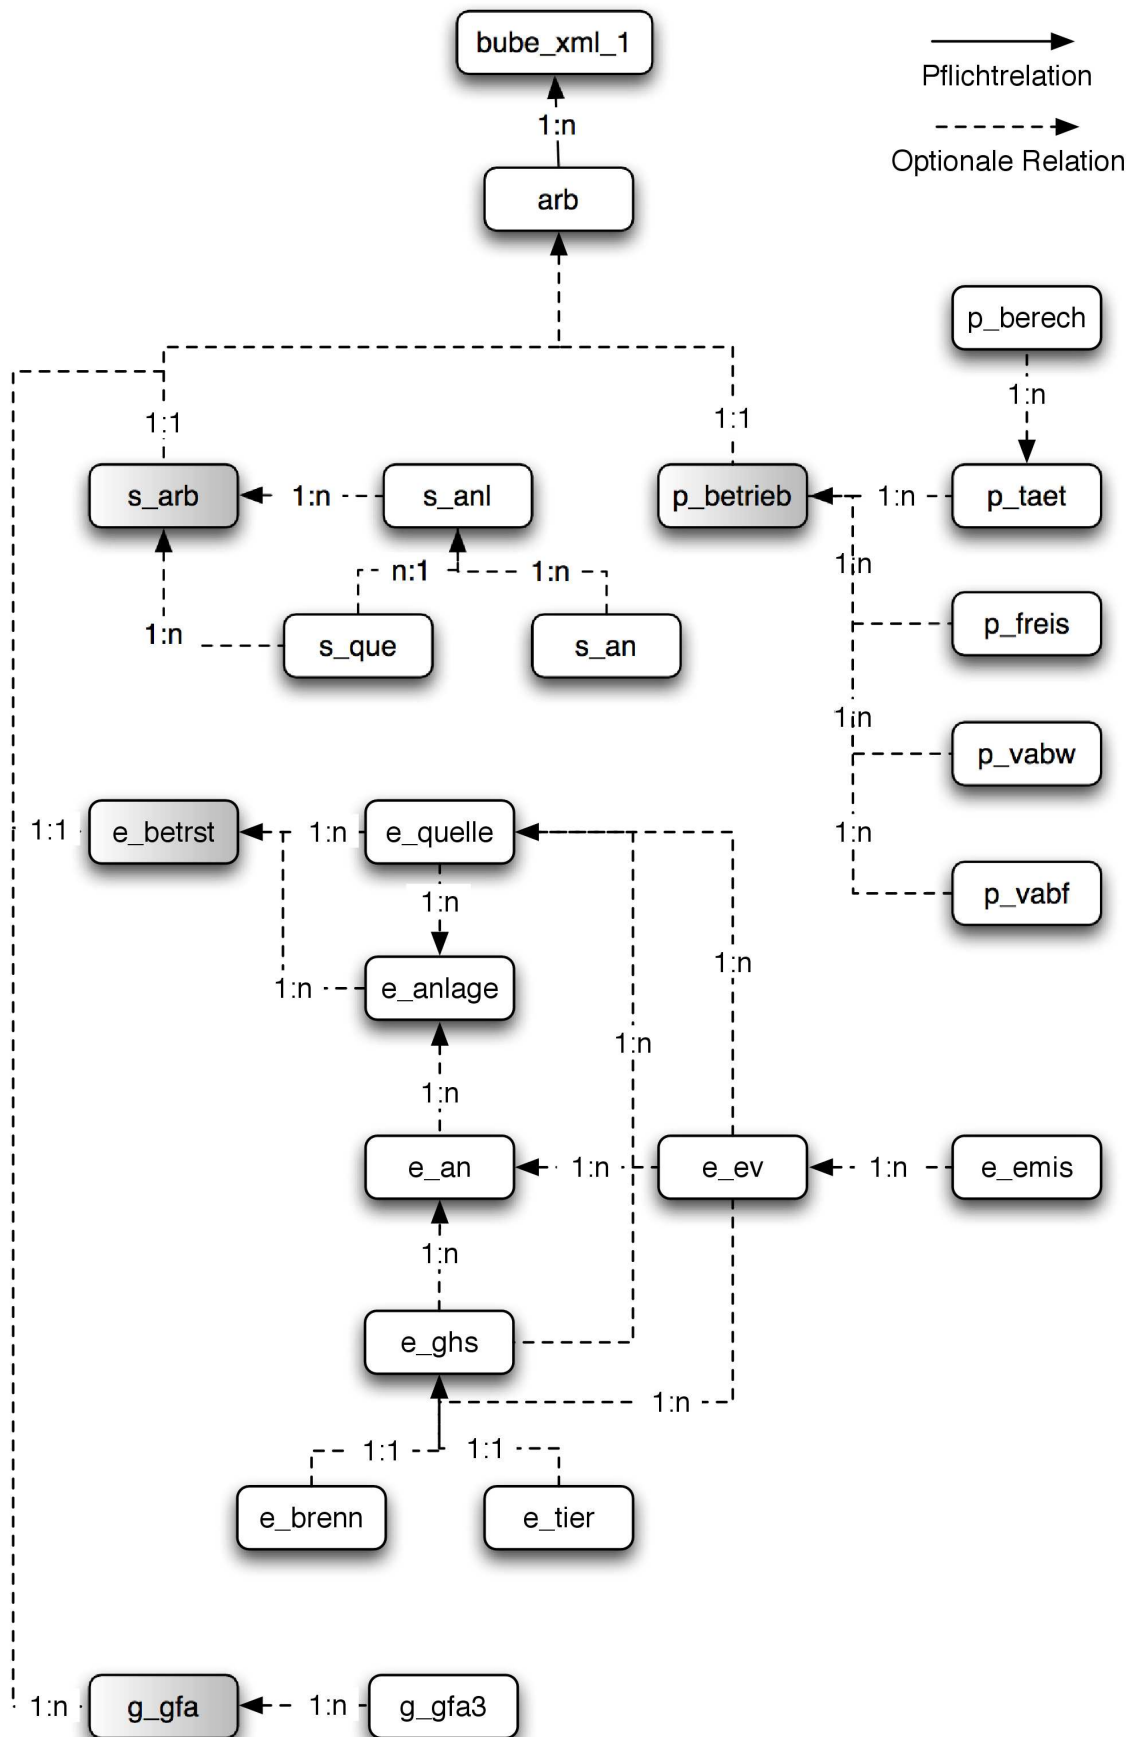 bube_xml_1
Pflichtrelation
1:n
Optionale Relation
arb
p_berech
1:n
1:1
1:1
s_arb
1:n
s_anl
p_betrieb
1:n
p_taet
1:n
n:1
1:n
1:n
s_que
s_an
p_freis
1:n
p_vabw
1:1
e_betrst
1:n
e_quelle
1:n
p_vabf
1:n
1:n
1:n
e_anlage
1:n
1:n
e_an
1:n
e_ev
1:n
e_emis
1:n
e_ghs
1:n
1:1
1:1
e_brenn
e_tier
1:n
g_gfa
1:n
g_gfa3